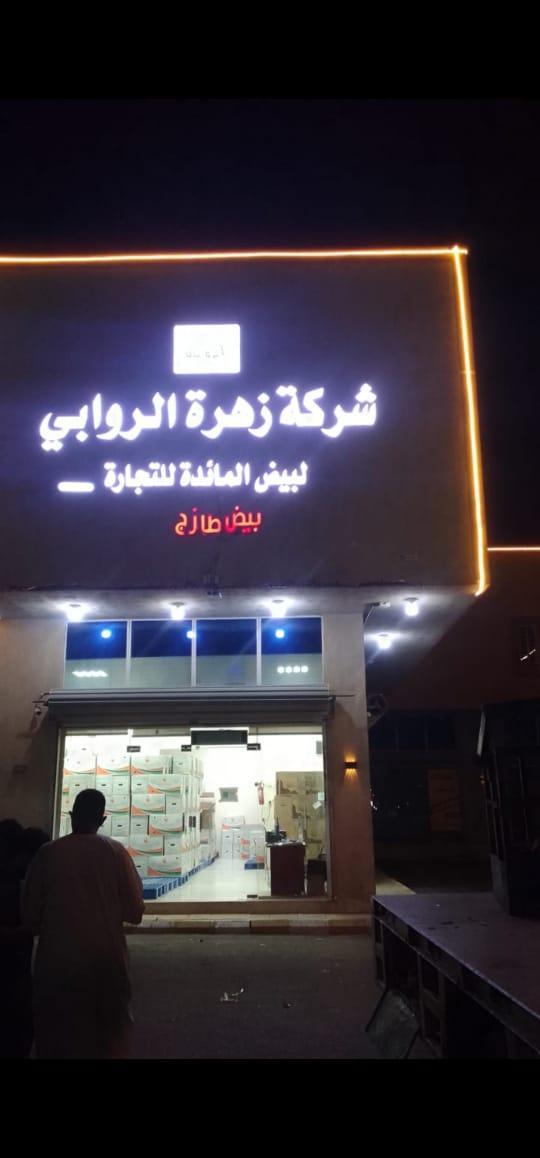 شركة زهرة الروابي
لبيض المائدة للتجارة
بيض طازج